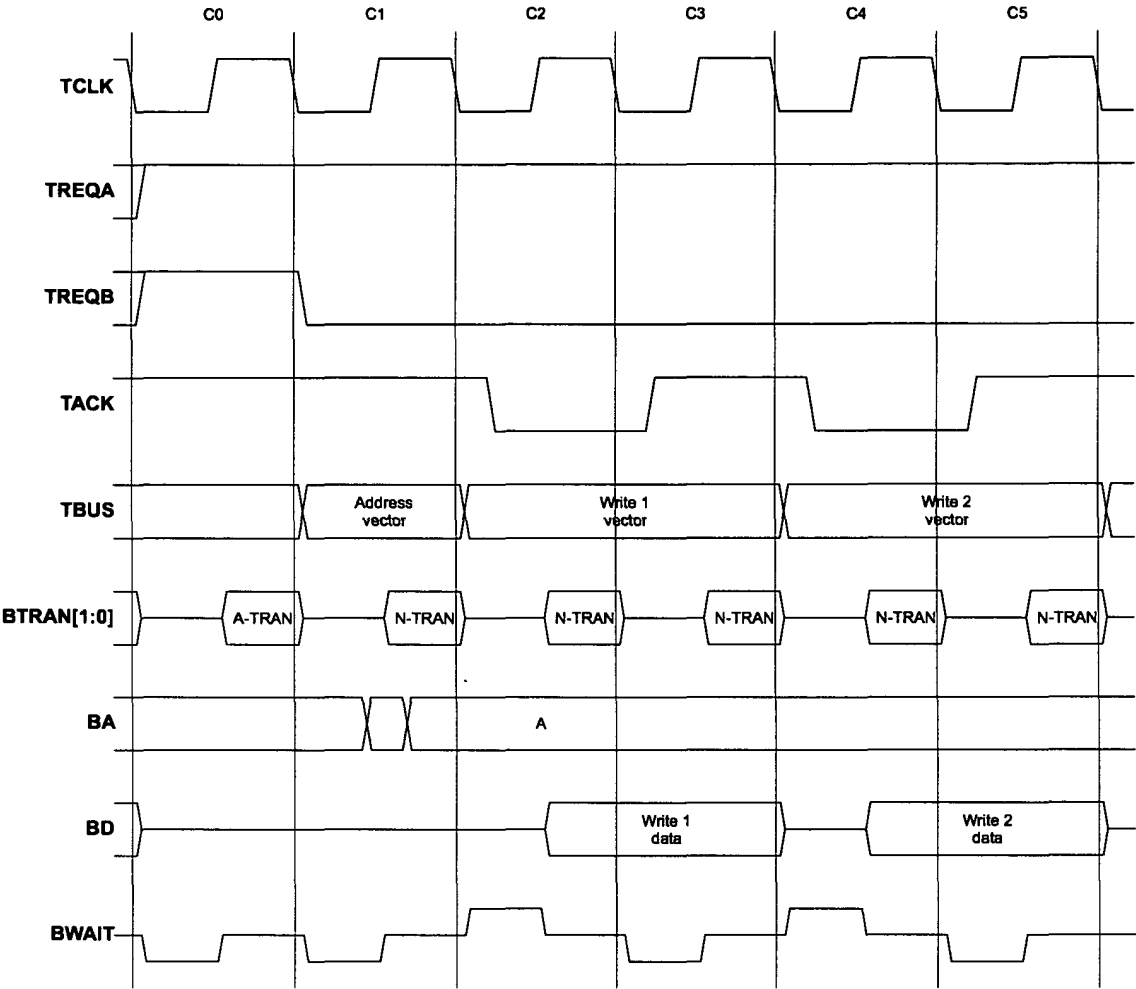 C0 C1 C2 C3 C4 C5
TCLK
TREQA
TREQB
TACK
TBUS
Address
vector
Write 1
vector
Write 2
vector
BTRAN[1:0]
A-TRAN N-TRAN N-TRAN N-TRAN N-TRAN N-TRAN
BA
A
BD
Write 1
data
Write 2
data
BWAIT